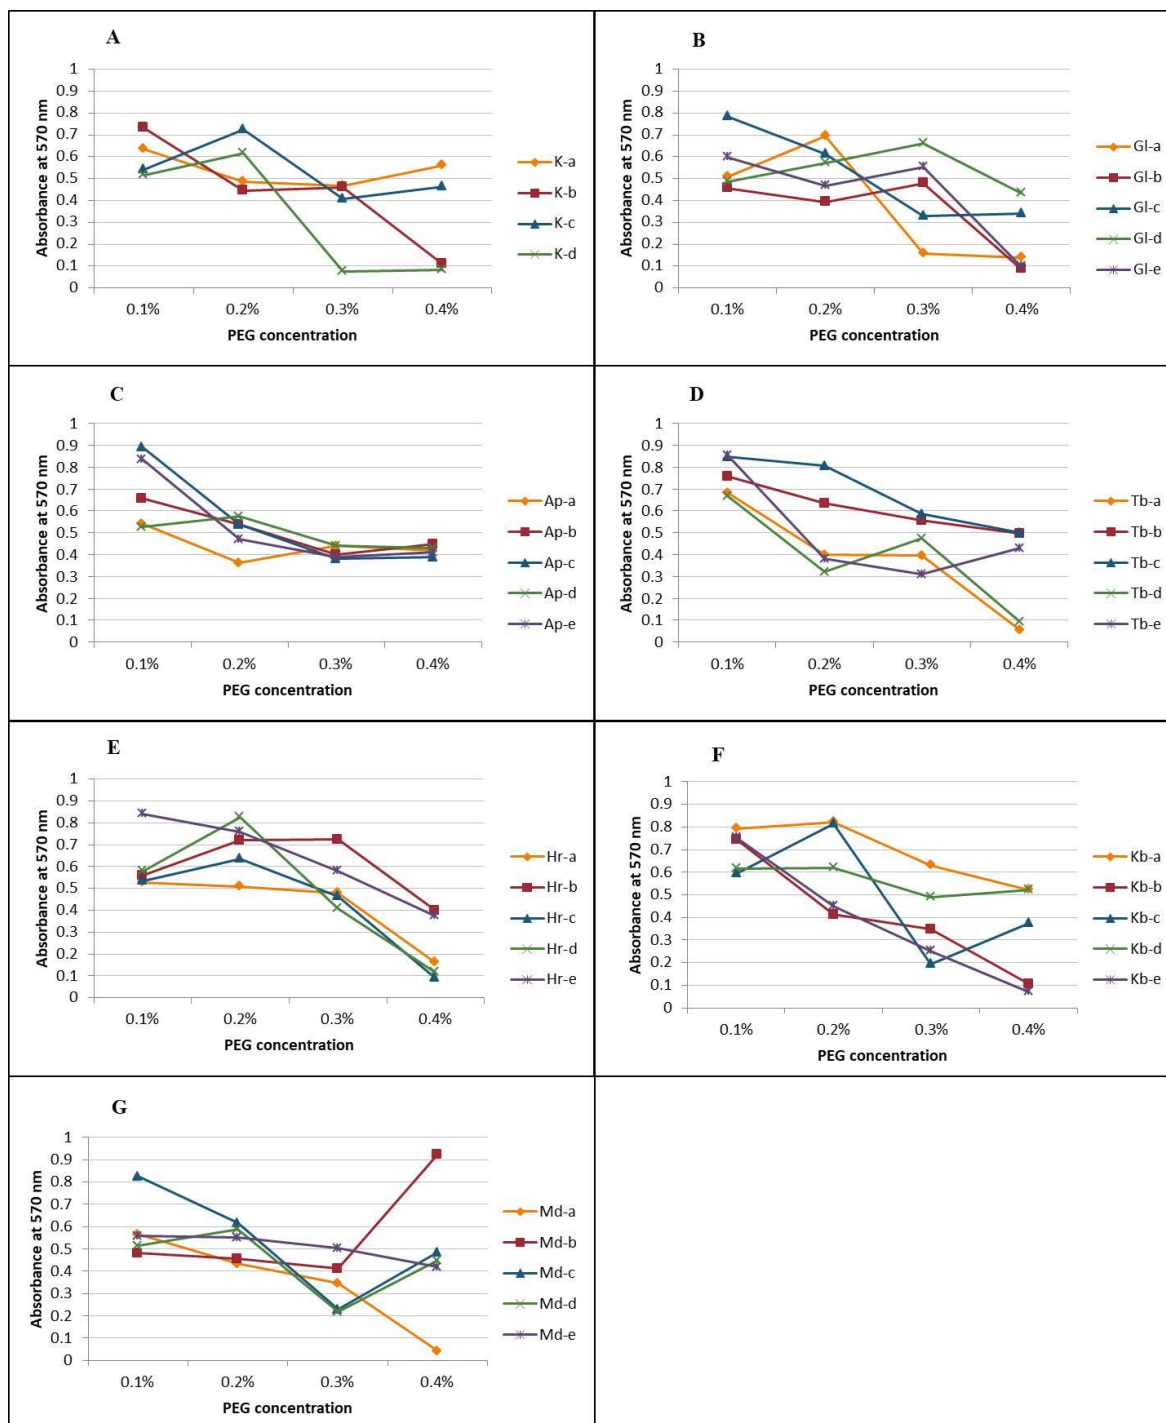 A
Absorbance at 570 nm
1
0.9
0.8
0.7
0.6
0.5
0.4
0.3
0.2
0.1
0
0.1% 0.2% 0.3% 0.4%
PEG concentration
K-a
K-b
K-c
K-d
B
Absorbance at 570 nm
1
0.9
0.8
0.7
0.6
0.5
0.4
0.3
0.2
0.1
0
0.1% 0.2% 0.3% 0.4%
PEG concentration
Gl-a
Gl-b
Gl-c
Gl-d
Gl-e
C
Absorbance at 570 nm
1
0.9
0.8
0.7
0.6
0.5
0.4
0.3
0.2
0.1
0
0.1% 0.2% 0.3% 0.4%
PEG concentration
Ap-a
Ap-b
Ap-c
Ap-d
Ap-e
D
Absorbance at 570 nm
1
0.9
0.8
0.7
0.6
0.5
0.4
0.3
0.2
0.1
0
0.1% 0.2% 0.3% 0.4%
PEG concentration
Tb-a
Tb-b
Tb-c
Tb-d
Tb-e
E
Absorbance at 570 nm
1
0.9
0.8
0.7
0.6
0.5
0.4
0.3
0.2
0.1
0
0.1% 0.2% 0.3% 0.4%
PEG concentration
Hr-a
Hr-b
Hr-c
Hr-d
Hr-e
F
Absorbance at 570 nm
1
0.9
0.8
0.7
0.6
0.5
0.4
0.3
0.2
0.1
0
0.1% 0.2% 0.3% 0.4%
PEG concentration
Kb-a
Kb-b
Kb-c
Kb-d
Kb-e
G
Absorbance at 570 nm
1
0.9
0.8
0.7
0.6
0.5
0.4
0.3
0.2
0.1
0
0.1% 0.2% 0.3% 0.4%
PEG concentration
Md-a
Md-b
Md-c
Md-d
Md-e